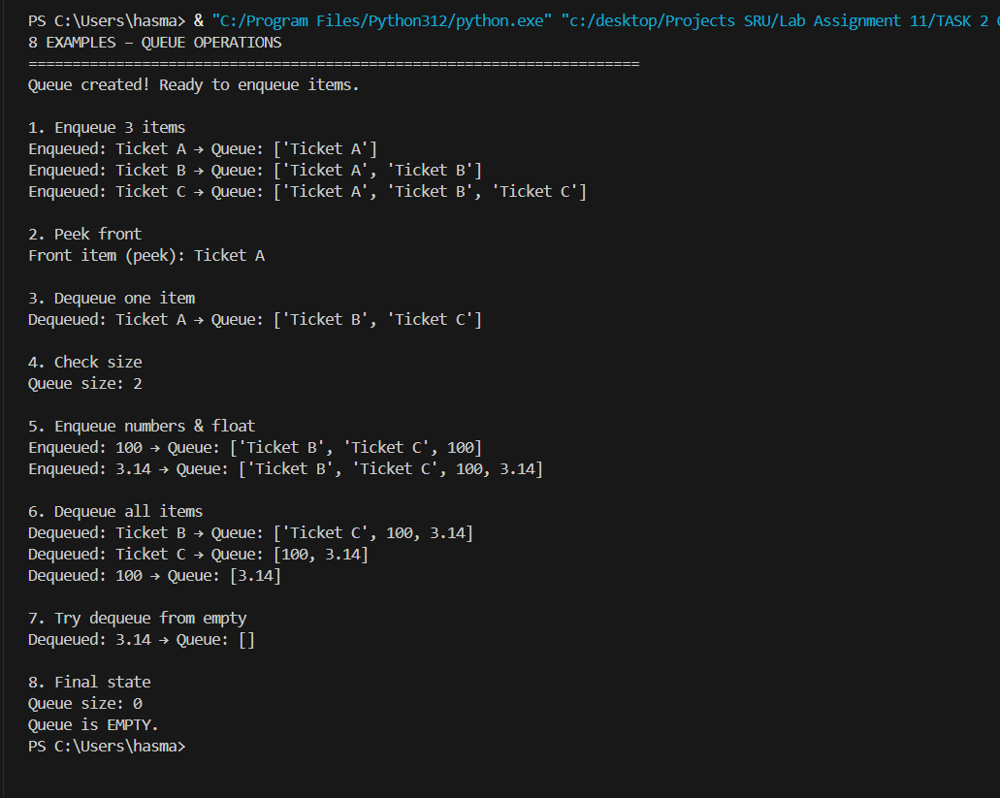 PS C:\Users\hasma> & "C:/Program Files/Python312/python.exe" "c:/desktop/Projects SRU/Lab Assignment 11/TASK 2
8 EXAMPLES – QUEUE OPERATIONS
======================================================================
Queue created! Ready to enqueue items.
1. Enqueue 3 items
Enqueued: Ticket A → Queue: ['Ticket A']
Enqueued: Ticket B → Queue: ['Ticket A', 'Ticket B']
Enqueued: Ticket C → Queue: ['Ticket A', 'Ticket B', 'Ticket C']
2. Peek front
Front item (peek): Ticket A
3. Dequeue one item
Dequeued: Ticket A → Queue: ['Ticket B', 'Ticket C']
4. Check size
Queue size: 2
5. Enqueue numbers & float
Enqueued: 100 → Queue: ['Ticket B', 'Ticket C', 100]
Enqueued: 3.14 → Queue: ['Ticket B', 'Ticket C', 100, 3.14]
6. Dequeue all items
Dequeued: Ticket B → Queue: ['Ticket C', 100, 3.14]
Dequeued: Ticket C → Queue: [100, 3.14]
Dequeued: 100 → Queue: [3.14]
7. Try dequeue from empty
Dequeued: 3.14 → Queue: []
8. Final state
Queue size: 0
Queue is EMPTY.
PS C:\Users\hasma>